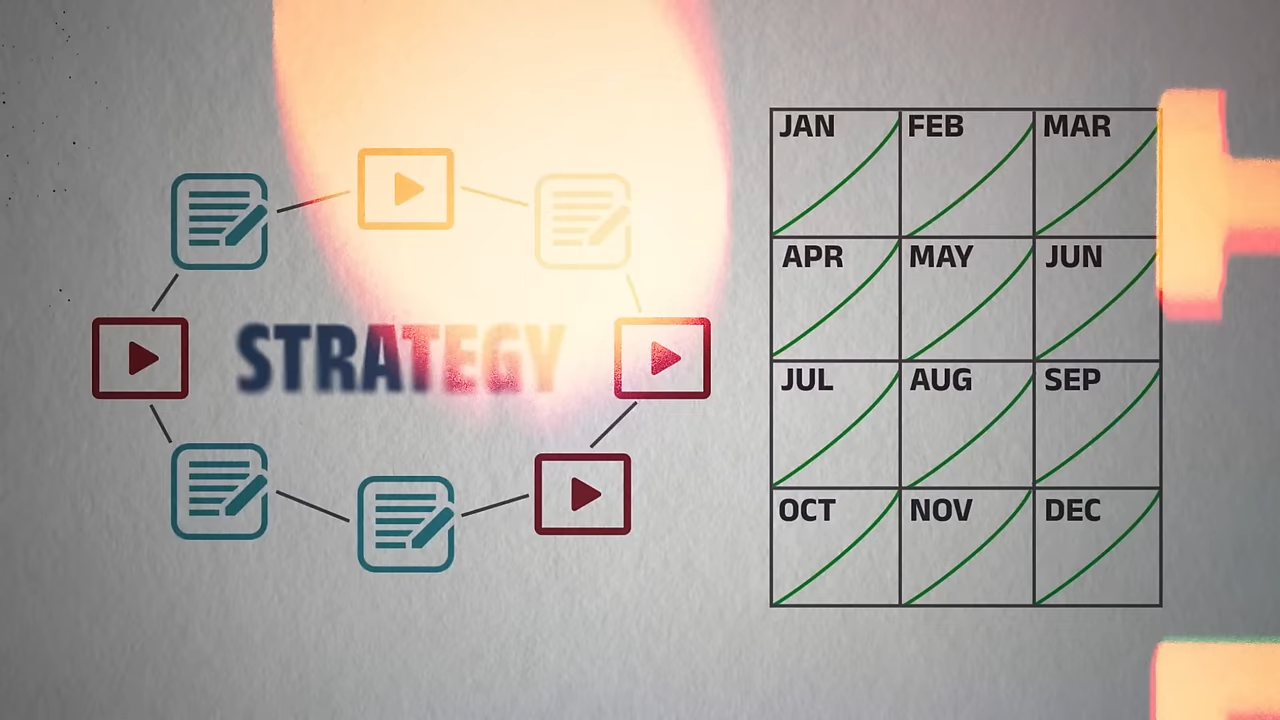 STRATEGY
JAN FEB MAR
APR MAY JUN
JUL AUG SEP
OCT NOV DEC